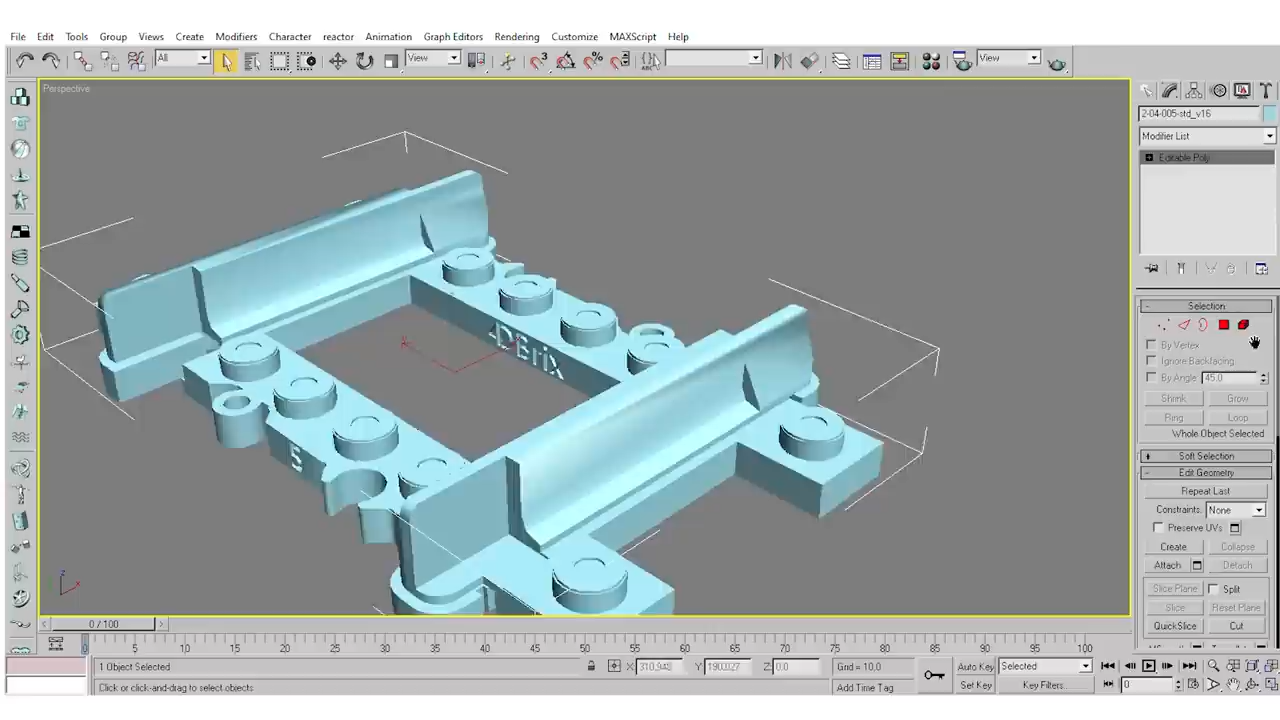 File Edit Tools Group Views Create Modifiers Character reactor Animation Graph Editors Rendering Customize MAXScript Help
All View View
Perspective
2-04-005-std_v16
Modifier List
Editable Poly
Selection
By Vertex
Ignore Backfacing
By Angle 45.0
Shrink Grow
Ring Loop
Whole Object Selected
Soft Selection
Edit Geometry
Repeat Last
Constraints: None
Preserve UVs
Create Collapse
Attach Detach
Slice Plane Split
Slice Reset Plane
QuickSlice Cut
5
0 / 100
0 5 10 15 20 25 30 35 40 45 50 55 60 65 70 75 80 85 90 95 100
1 Object Selected X: Y: Z: 0.0 Grid = 10.0 Auto Key Selected
Click or click-and-drag to select objects Add Time Tag Set Key Key Filters... 0